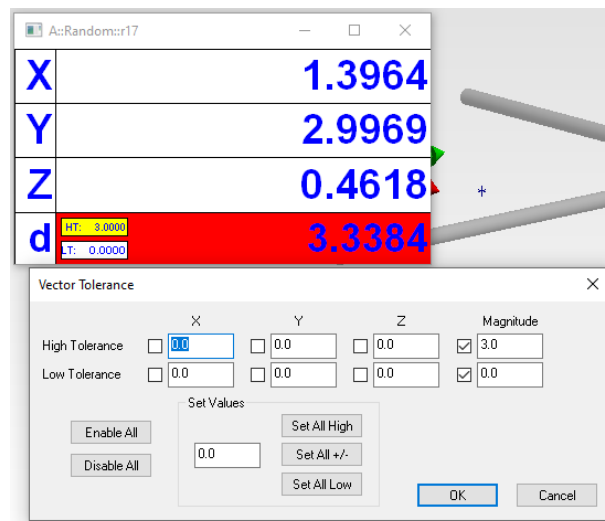 A::Random::r17
X 1.3964
Y 2.9969
Z 0.4618
d HT: 3.0000 3.3384
LT: 0.0000
Vector Tolerance
X Y Z Magnitude
High Tolerance 0.0 0.0 0.0 3.0
Low Tolerance 0.0 0.0 0.0 0.0
Set Values
Enable All 0.0 Set All High
Disable All Set All +/-
Set All Low
OK Cancel